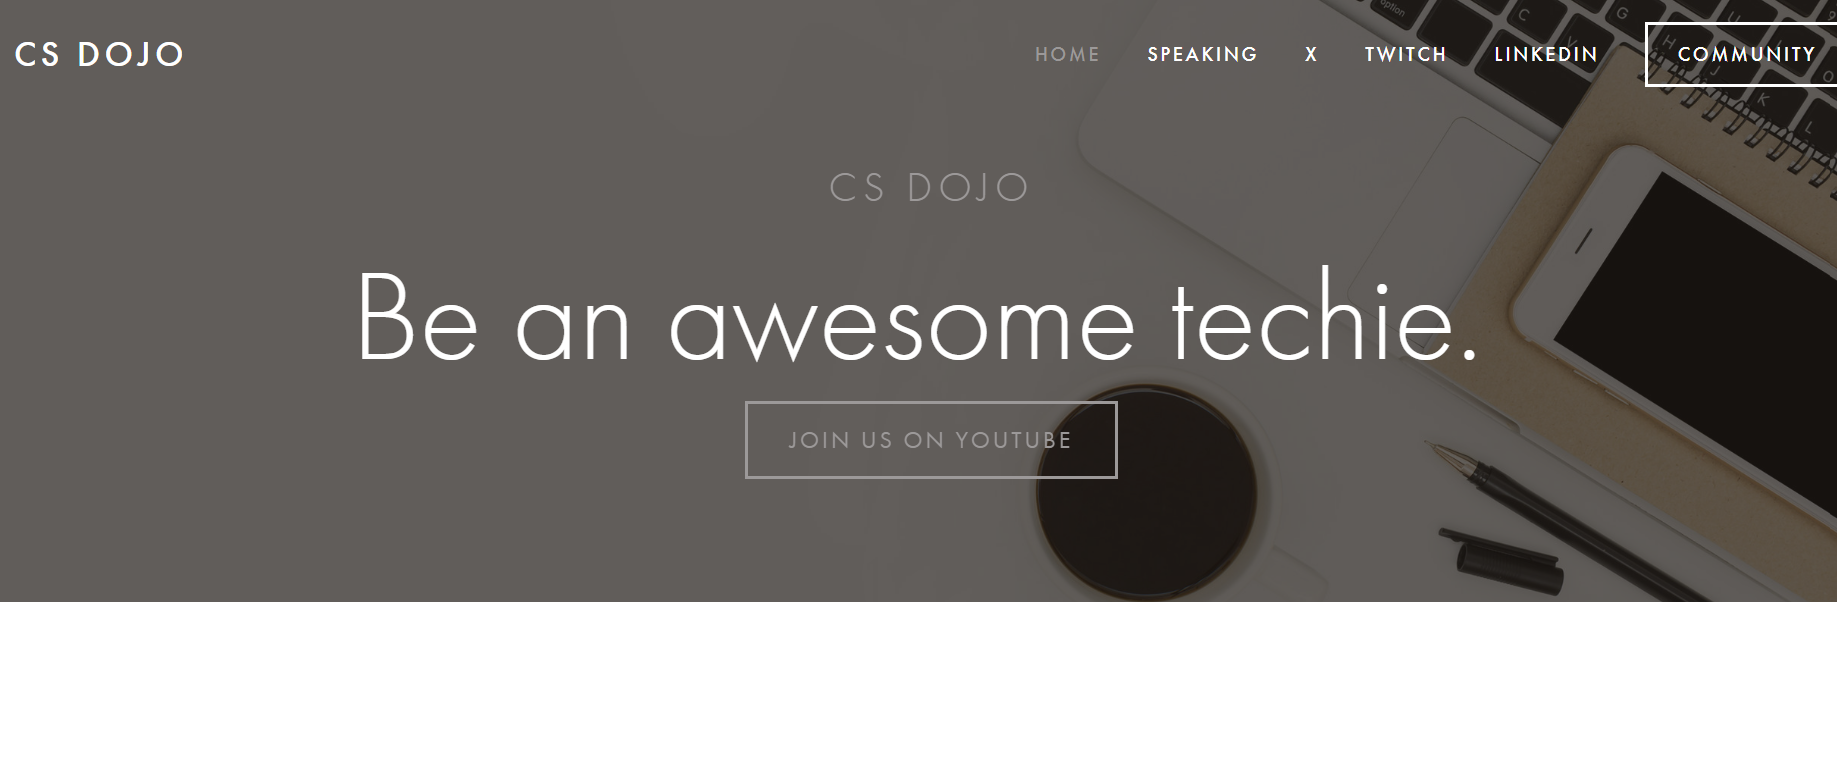 CS DOJO
HOME SPEAKING X TWITCH LINKEDIN COMMUNITY
CS DOJO
Be an awesome techie.
JOIN US ON YOUTUBE